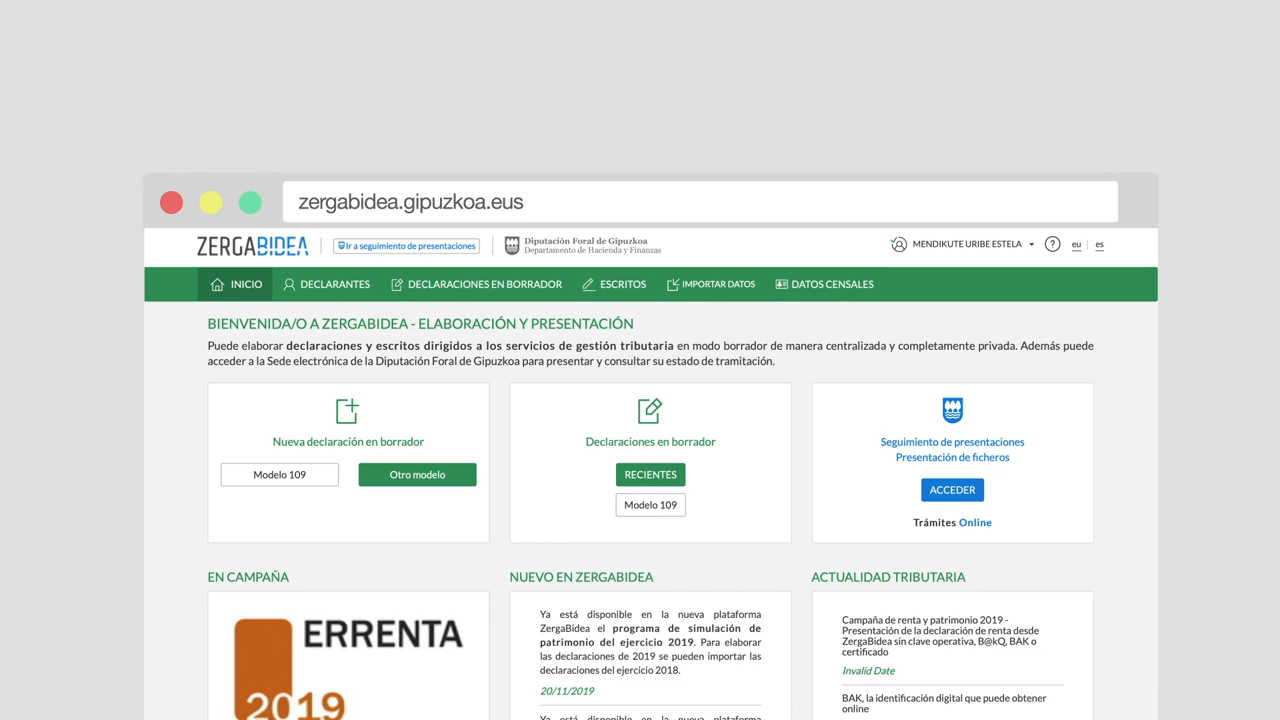 zergabidea.gipuzkoa.eus
ZERGABIDEA
Ir a seguimiento de presentaciones
Diputación Foral de Gipuzkoa
Departamento de Hacienda y Finanzas
MENDIKUTE URIBE ESTELA
?
eu | es
INICIO
DECLARANTES
DECLARACIONES EN BORRADOR
ESCRITOS
IMPORTAR DATOS
DATOS CENSALES
BIENVENIDA/O A ZERGABIDEA - ELABORACIÓN Y PRESENTACIÓN
Puede elaborar declaraciones y escritos dirigidos a los servicios de gestión tributaria en modo borrador de manera centralizada y completamente privada. Además puede
acceder a la Sede electrónica de la Diputación Foral de Gipuzkoa para presentar y consultar su estado de tramitación.
Nueva declaración en borrador
Modelo 109
Otro modelo
Declaraciones en borrador
RECIENTES
Modelo 109
Seguimiento de presentaciones
Presentación de ficheros
ACCEDER
Trámites Online
EN CAMPAÑA
ERRENTA
2019
NUEVO EN ZERGABIDEA
Ya está disponible en la nueva plataforma
ZergaBidea el programa de simulación de
patrimonio del ejercicio 2019. Para elaborar
las declaraciones de 2019 se pueden importar las
declaraciones del ejercicio 2018.
20/11/2019
Ya está disponible en la nueva plataforma
ACTUALIDAD TRIBUTARIA
Campaña de renta y patrimonio 2019 -
Presentación de la declaración de renta desde
ZergaBidea sin clave operativa, B@kQ, BAK o
certificado
Invalid Date
BAK, la identificación digital que puede obtener
online